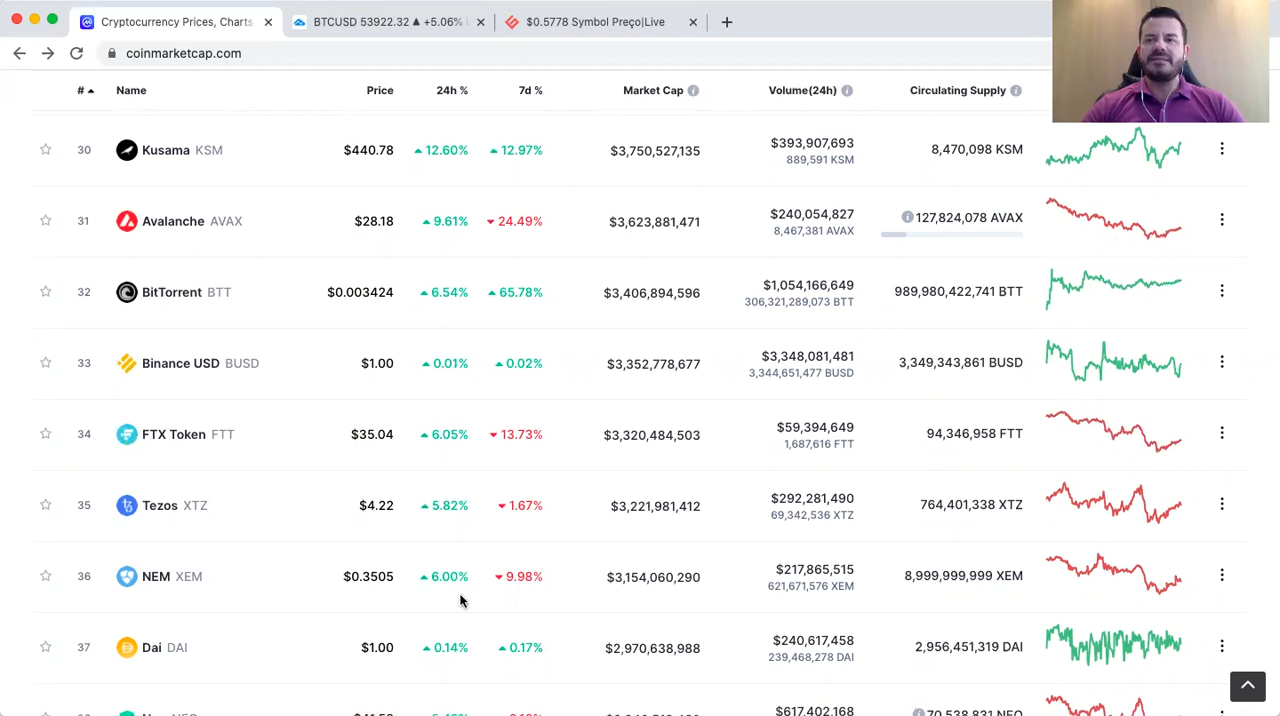 Cryptocurrency Prices, Charts
BTCUSD 53922.32 ▲ +5.06%
$0.5778 Symbol Preço|Live
coinmarketcap.com
# Name Price 24h % 7d % Market Cap Volume(24h) Circulating Supply
30 Kusama KSM $440.78 12.60% 12.97% $3,750,527,135 $393,907,693 8,470,098 KSM
889,591 KSM
31 Avalanche AVAX $28.18 9.61% 24.49% $3,623,881,471 $240,054,827 127,824,078 AVAX
8,467,381 AVAX
32 BitTorrent BTT $0.003424 6.54% 65.78% $3,406,894,596 $1,054,166,649 989,980,422,741 BTT
306,321,289,073 BTT
33 Binance USD BUSD $1.00 0.01% 0.02% $3,352,778,677 $3,348,081,481 3,349,343,861 BUSD
3,344,651,477 BUSD
34 FTX Token FTT $35.04 6.05% 13.73% $3,320,484,503 $59,394,649 94,346,958 FTT
1,687,616 FTT
35 Tezos XTZ $4.22 5.82% 1.67% $3,221,981,412 $292,281,490 764,401,338 XTZ
69,342,536 XTZ
36 NEM XEM $0.3505 6.00% 9.98% $3,154,060,290 $217,865,515 8,999,999,999 XEM
621,671,576 XEM
37 Dai DAI $1.00 0.14% 0.17% $2,970,638,988 $240,617,458 2,956,451,319 DAI
239,468,278 DAI
$617,402,168 70,538,831 NEO